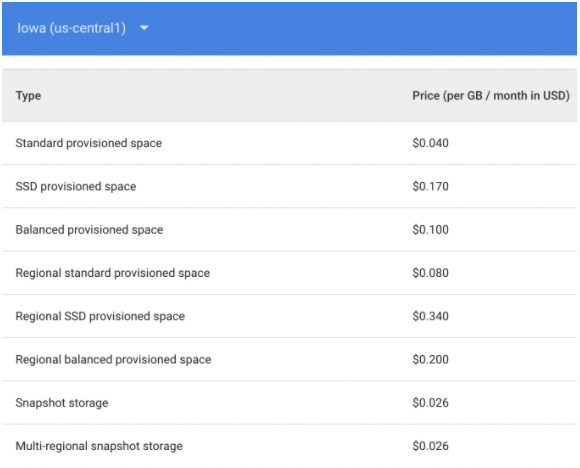 Iowa (us-central1)
Type Price (per GB / month in USD)
Standard provisioned space $0.040
SSD provisioned space $0.170
Balanced provisioned space $0.100
Regional standard provisioned space $0.080
Regional SSD provisioned space $0.340
Regional balanced provisioned space $0.200
Snapshot storage $0.026
Multi-regional snapshot storage $0.026